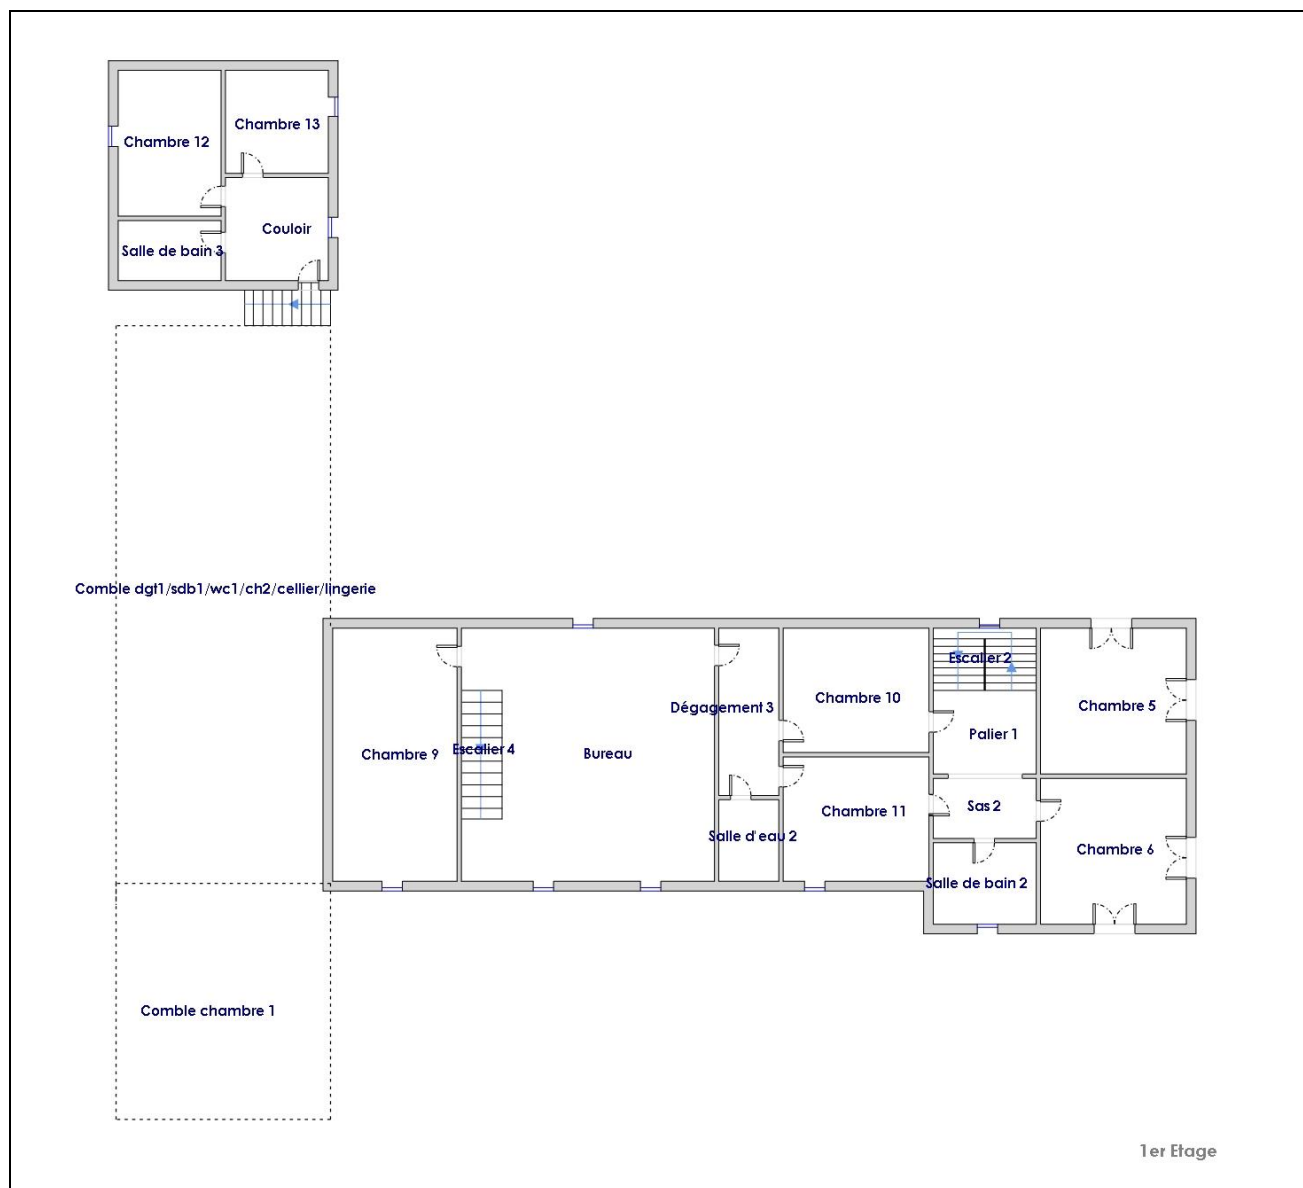 Chambre 13
Chambre 12
Couloir
Salle de bain 3
Comble dgt1/sdb1/wc1/ch2/cellier/lingerie
Escalier 2
Chambre 10
Chambre 5
Dégagement 3
Palier 1
Chambre 9
Escalier 4
Bureau
Chambre 11
Sas 2
Salle d'eau 2
Chambre 6
Salle de bain 2
Comble chambre 1
1er Etage